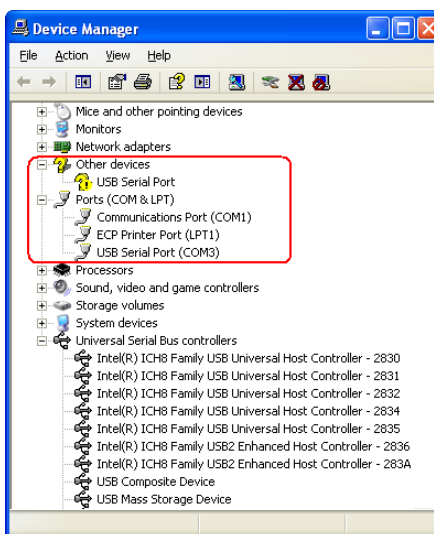 Device Manager
File Action View Help
Mice and other pointing devices
Monitors
Network adapters
Other devices
USB Serial Port
Ports (COM & LPT)
Communications Port (COM1)
ECP Printer Port (LPT1)
USB Serial Port (COM3)
Processors
Sound, video and game controllers
Storage volumes
System devices
Universal Serial Bus controllers
Intel(R) ICH8 Family USB Universal Host Controller - 2830
Intel(R) ICH8 Family USB Universal Host Controller - 2831
Intel(R) ICH8 Family USB Universal Host Controller - 2832
Intel(R) ICH8 Family USB Universal Host Controller - 2834
Intel(R) ICH8 Family USB Universal Host Controller - 2835
Intel(R) ICH8 Family USB2 Enhanced Host Controller - 2836
Intel(R) ICH8 Family USB2 Enhanced Host Controller - 283A
USB Composite Device
USB Mass Storage Device